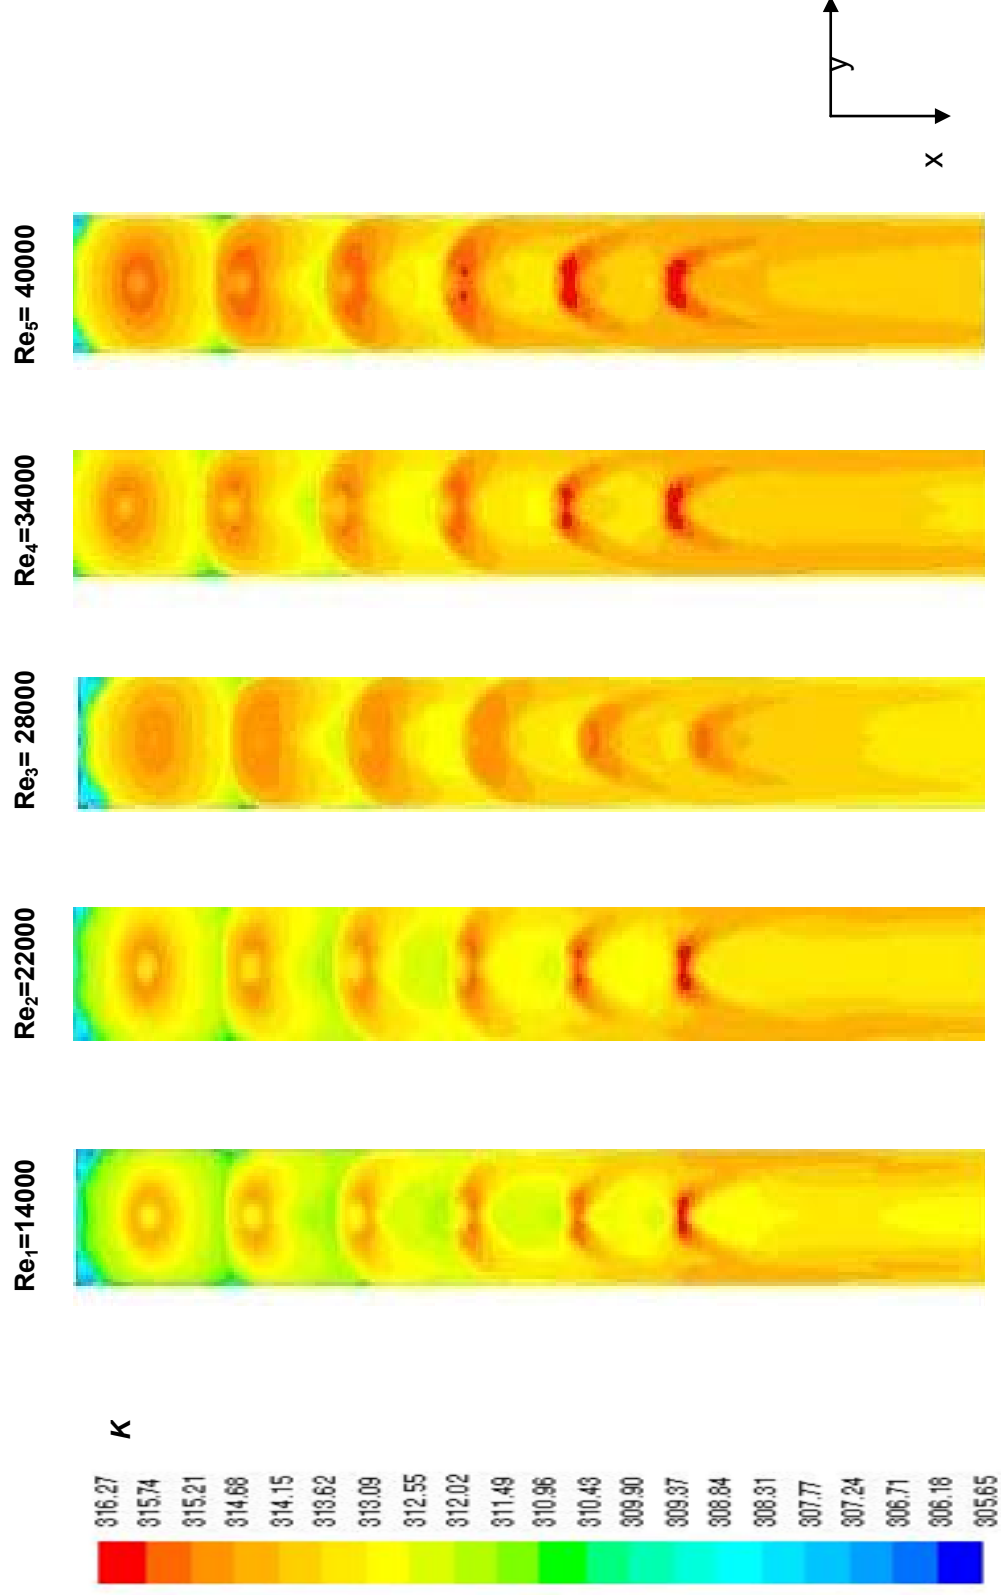 Re₅= 40000
Re₄=34000
Re₃= 28000
Re₂=22000
Re₁=14000
y
x
K
316.27
315.74
315.21
314.68
314.15
313.62
313.09
312.55
312.02
311.49
310.96
310.43
309.90
309.37
308.84
308.31
307.77
307.24
306.71
306.18
305.65